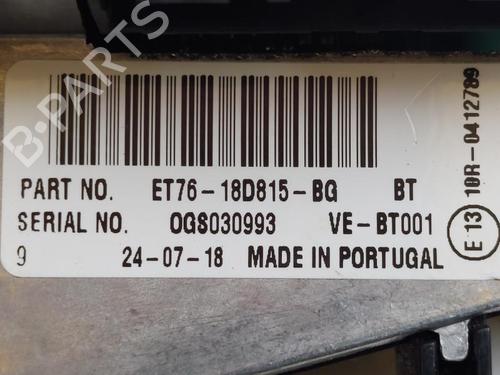 B-PARTS
PART NO. ET76-18D815-BG BT
SERIAL NO. 0GS030993 VE-BT001
9 24-07-18 MADE IN PORTUGAL
E 13 10R-0412789